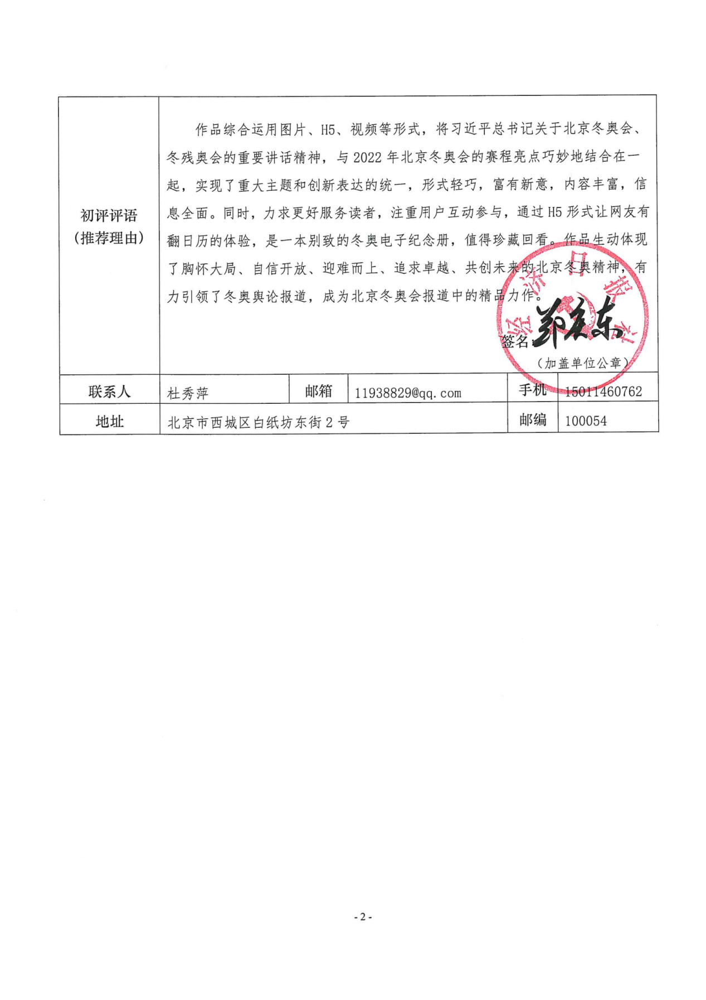 作品综合运用图片、H5、视频等形式，将习近平总书记关于北京冬奥会、
冬残奥会的重要讲话精神，与 2022 年北京冬奥会的赛程亮点巧妙地结合在一
起，实现了重大主题和创新表达的统一，形式轻巧，富有新意，内容丰富，信
息全面。同时，力求更好服务读者，注重用户互动参与，通过 H5 形式让网友有
翻日历的体验，是一本别致的冬奥电子纪念册，值得珍藏回看。作品生动体现
了胸怀大局、自信开放、迎难而上、追求卓越、共创未来的北京冬奥精神，有
力引领了冬奥舆论报道，成为北京冬奥会报道中的精品力作。
初评评语
（推荐理由）
经济日报社
签名：郑庆东
（加盖单位公章）
联系人 杜秀萍 邮箱 11938829@qq.com 手机 15011460762
地址 北京市西城区白纸坊东街 2 号 邮编 100054
- 2 -